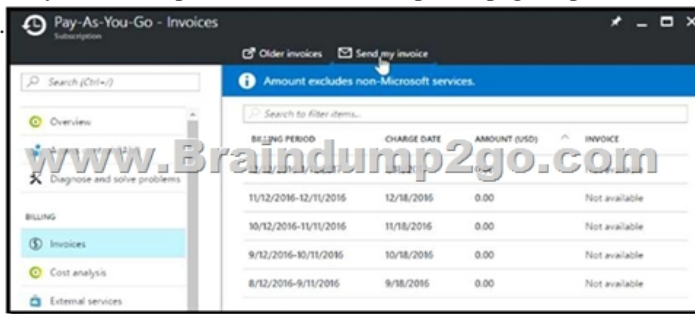 Pay-As-You-Go - Invoices
Subscription
Older invoices Send my invoice
Search (Ctrl+/)
Amount excludes non-Microsoft services.
Overview
Search to filter items...
BILLING PERIOD CHARGE DATE AMOUNT (USD) INVOICE
www.Braindump2go.com
Diagnose and solve problems
11/12/2016-12/11/2016 12/18/2016 0.00 Not available
BILLING
10/12/2016-11/11/2016 11/18/2016 0.00 Not available
Invoices
9/12/2016-10/11/2016 10/18/2016 0.00 Not available
Cost analysis
8/12/2016-9/11/2016 9/18/2016 0.00 Not available
External services